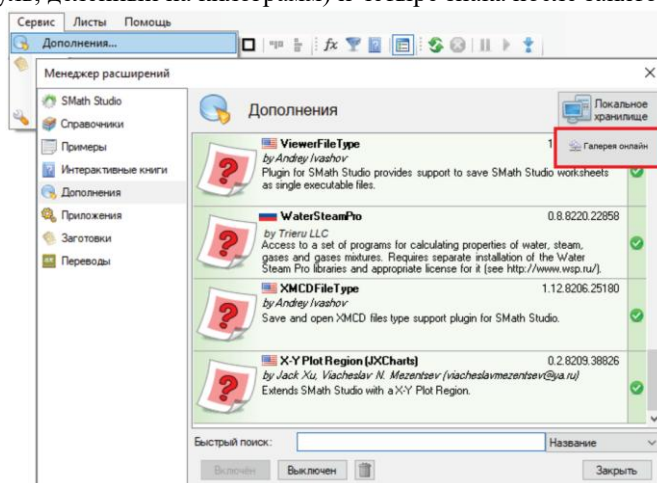 Сервис Листы Помощь
Дополнения...
Менеджер расширений
SMath Studio
Справочники
Примеры
Интерактивные книги
Дополнения
Приложения
Заготовки
Переводы
Дополнения
Локальное
хранилище
Галерея онлайн
ViewerFileType 1
by Andrey Ivashov
Plugin for SMath Studio provides support to save SMath Studio worksheets
as single executable files.
WaterSteamPro 0.8.8220.22858
by Trieru LLC
Access to a set of programs for calculating properties of water, steam,
gases and gases mixtures. Requires separate installation of the Water
Steam Pro libraries and appropriate license for it (see http://www.wsp.ru/).
XMCDFileType 1.12.8206.25180
by Andrey Ivashov
Save and open XMCD files type support plugin for SMath Studio.
X-Y Plot Region (JXCharts) 0.2.8209.38826
by Jack Xu, Viacheslav N. Mezentsev (viacheslavmezentsev@ya.ru)
Extends SMath Studio with a X-Y Plot Region.
Быстрый поиск: Название
Включён Выключен Закрыть